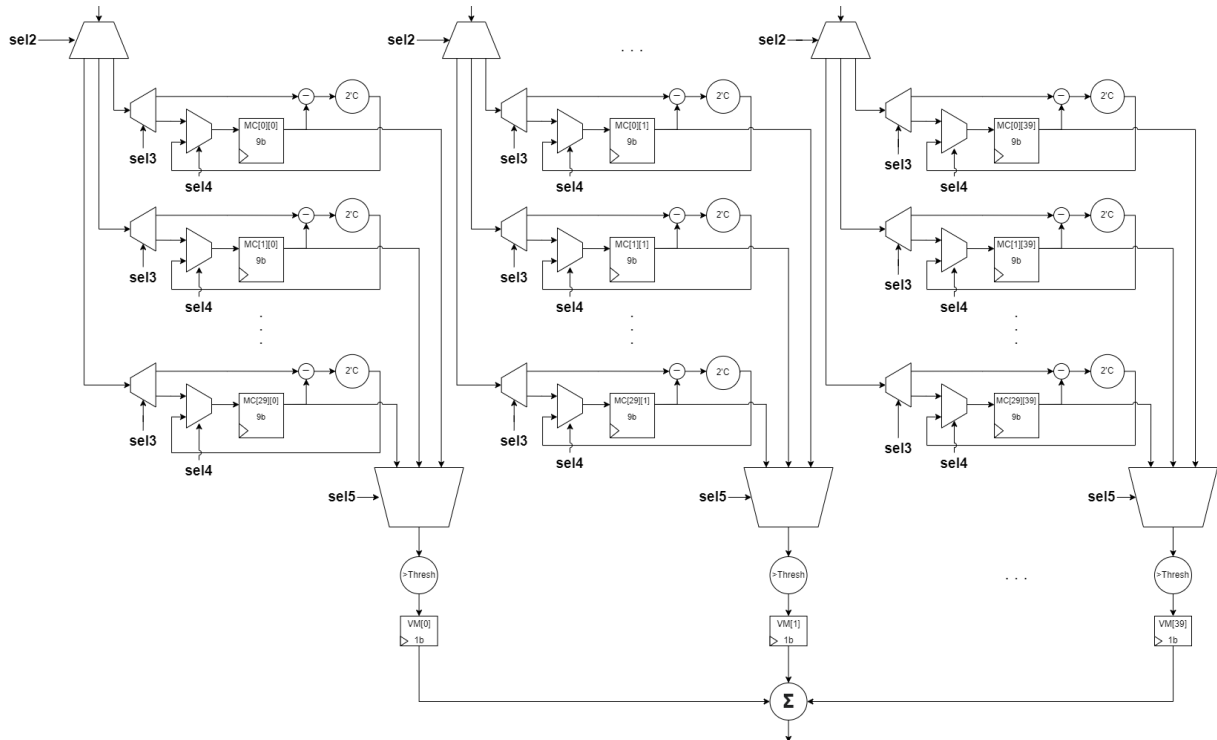 sel2 sel2 . . . sel2
2'C 2'C 2'C
MC[0][0] MC[0][1] MC[0][39]
9b 9b 9b
sel3 sel3 sel3
sel4 sel4 sel4
2'C 2'C 2'C
MC[1][0] MC[1][1] MC[1][39]
9b 9b 9b
sel3 sel3 sel3
sel4 sel4 sel4
2'C 2'C 2'C
MC[29][0] MC[29][1] MC[29][39]
9b 9b 9b
sel3 sel3 sel3
sel4 sel4 sel4
sel5 sel5 sel5
>Thresh >Thresh . . . >Thresh
VM[0] VM[1] VM[39]
1b 1b 1b
Σ